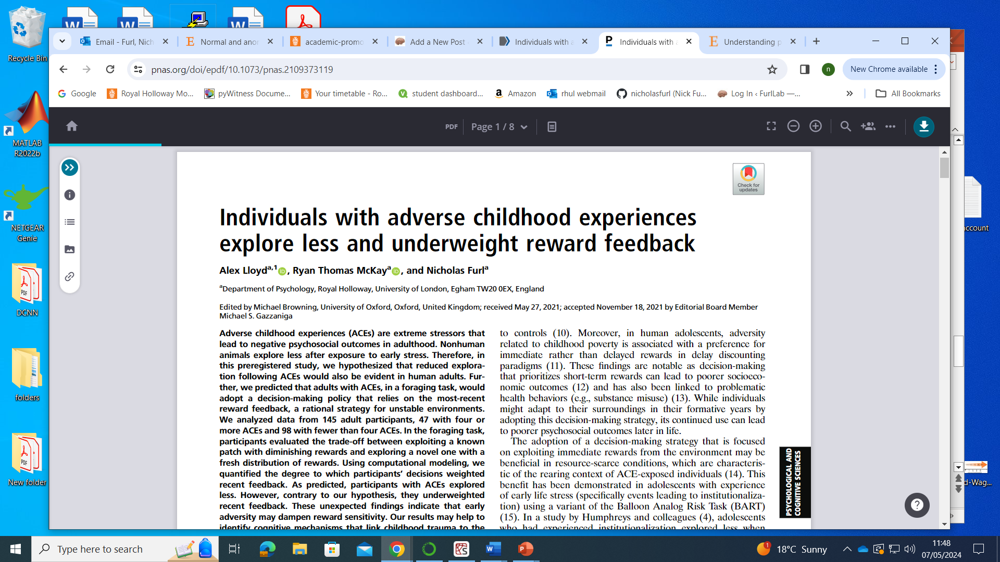 Recycle Bin
MATLAB
R2022b
NETGEAR
Genie
DCNN
folders
New folder
Email - Furl, Nich
Normal and anor
academic-promo
Add a New Post
Individuals with a
Individuals with a
Understanding p
pnas.org/doi/epdf/10.1073/pnas.2109373119
n
New Chrome available
Google
Royal Holloway Mo...
pyWitness Docume...
Your timetable - Ro...
student dashboard...
Amazon
rhul webmail
nicholasfurl (Nick Fu...
Log In ‹ FurlLab —...
All Bookmarks
PDF
Page 1 / 8
Check for
updates
Individuals with adverse childhood experiences
explore less and underweight reward feedback
Alex Lloyda,1 iD, Ryan Thomas McKaya iD, and Nicholas Furla
aDepartment of Psychology, Royal Holloway, University of London, Egham TW20 0EX, England
Edited by Michael Browning, University of Oxford, Oxford, United Kingdom; received May 27, 2021; accepted November 18, 2021 by Editorial Board Member
Michael S. Gazzaniga
Adverse childhood experiences (ACEs) are extreme stressors that
lead to negative psychosocial outcomes in adulthood. Nonhuman
animals explore less after exposure to early stress. Therefore, in
this preregistered study, we hypothesized that reduced explora-
tion following ACEs would also be evident in human adults. Fur-
ther, we predicted that adults with ACEs, in a foraging task, would
adopt a decision-making policy that relies on the most-recent
reward feedback, a rational strategy for unstable environments.
We analyzed data from 145 adult participants, 47 with four or
more ACEs and 98 with fewer than four ACEs. In the foraging task,
participants evaluated the trade-off between exploiting a known
patch with diminishing rewards and exploring a novel one with a
fresh distribution of rewards. Using computational modeling, we
quantified the degree to which participants' decisions weighted
recent feedback. As predicted, participants with ACEs explored
less. However, contrary to our hypothesis, they underweighted
recent feedback. These unexpected findings indicate that early
adversity may dampen reward sensitivity. Our results may help to
identify cognitive mechanisms that link childhood trauma to the
to controls (10). Moreover, in human adolescents, adversity
related to childhood poverty is associated with a preference for
immediate rather than delayed rewards in delay discounting
paradigms (11). These findings are notable as decision-making
that prioritizes short-term rewards can lead to poorer socioeco-
nomic outcomes (12) and has also been linked to problematic
health behaviors (e.g., substance misuse) (13). While individuals
might adapt to their surroundings in their formative years by
adopting this decision-making strategy, its continued use can lead
to poorer psychosocial outcomes later in life.
The adoption of a decision-making strategy that is focused
on exploiting immediate rewards from the environment may be
beneficial in resource-scarce conditions, which are characteris-
tic of the rearing context of ACE-exposed individuals (14). This
benefit has been demonstrated in adolescents with experience
of early life stress (specifically events leading to institutionaliza-
tion) using a variant of the Balloon Analog Risk Task (BART)
(15). In a study by Humphreys and colleagues (4), adolescents
who had experienced institutionalization explored less when
PSYCHOLOGICAL AND
COGNITIVE SCIENCES
ccount
d-Wag...
Type here to search
18°C Sunny
11:48
07/05/2024